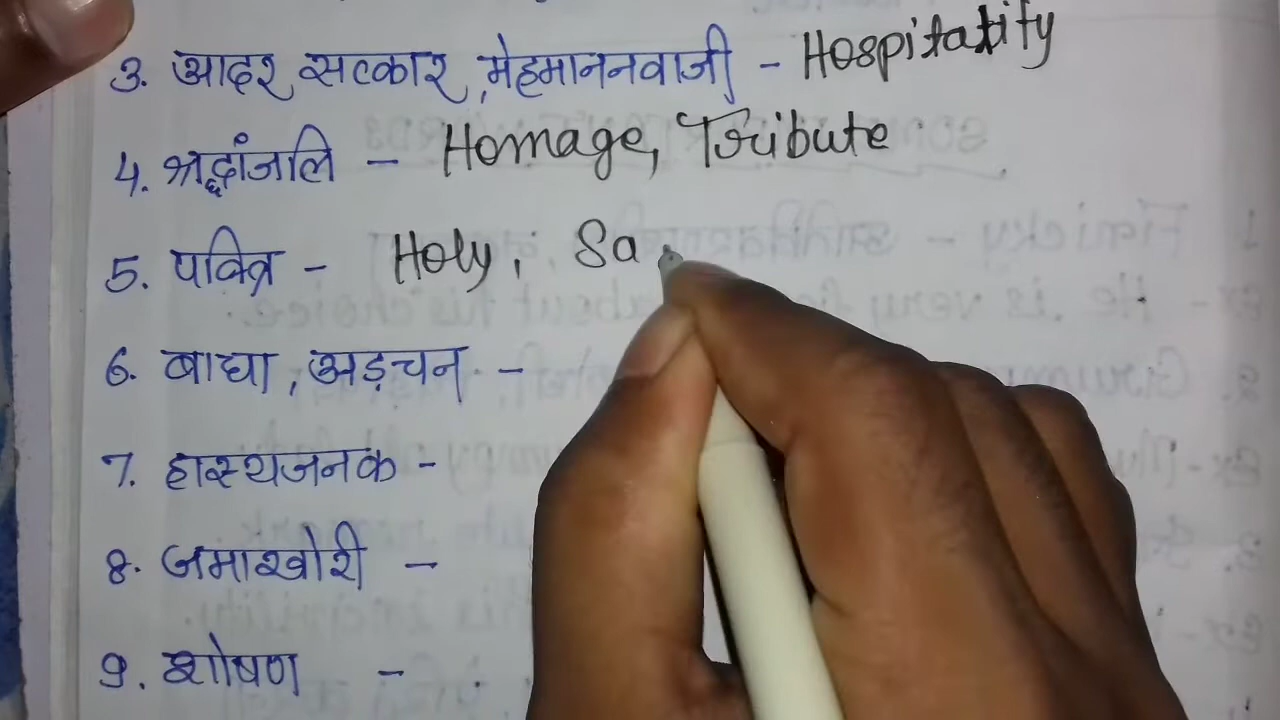 3. आदर सत्कार, मेहमाननवाजी - Hospitality
4. श्रद्धांजलि - Homage, Tribute
5. पवित्र - Holy, Sa
6. बाधा, अड़चन -
7. हास्यजनक -
8. जमाखोरी -
9. शोषण -